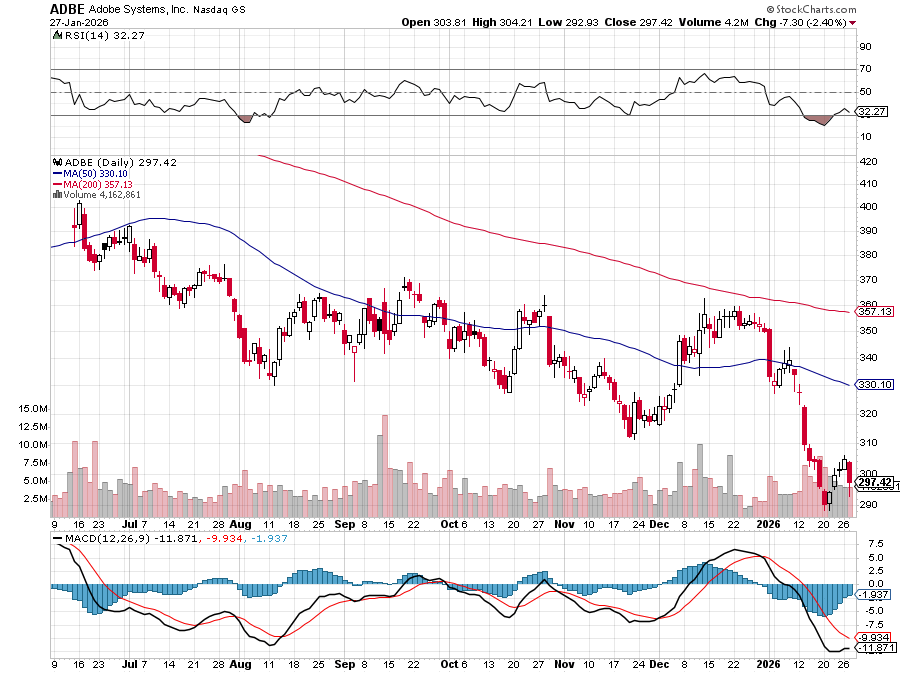 ADBE Adobe Systems, Inc. Nasdaq GS
© StockCharts.com
27-Jan-2026
Open 303.81 High 304.21 Low 292.93 Close 297.42 Volume 4.2M Chg -7.30 (-2.40%)
RSI(14) 32.27
90
70
50
32.27
10
ADBE (Daily) 297.42
MA(50) 330.10
MA(200) 357.13
Volume 4,162,861
420
410
400
390
380
370
360
357.13
350
340
330.10
320
310
300
297.42
290
15.0M
12.5M
10.0M
7.5M
5.0M
2.5M
9 16 23 Jul 7 14 21 28 Aug 11 18 25 Sep 8 15 22 Oct 6 13 20 27 Nov 10 17 24 Dec 8 15 22 2026 12 20 26
MACD(12,26,9) -11.871, -9.934, -1.937
7.5
5.0
2.5
0.0
-1.937
-5.0
-7.5
-9.934
-11.871
9 16 23 Jul 7 14 21 28 Aug 11 18 25 Sep 8 15 22 Oct 6 13 20 27 Nov 10 17 24 Dec 8 15 22 2026 12 20 26